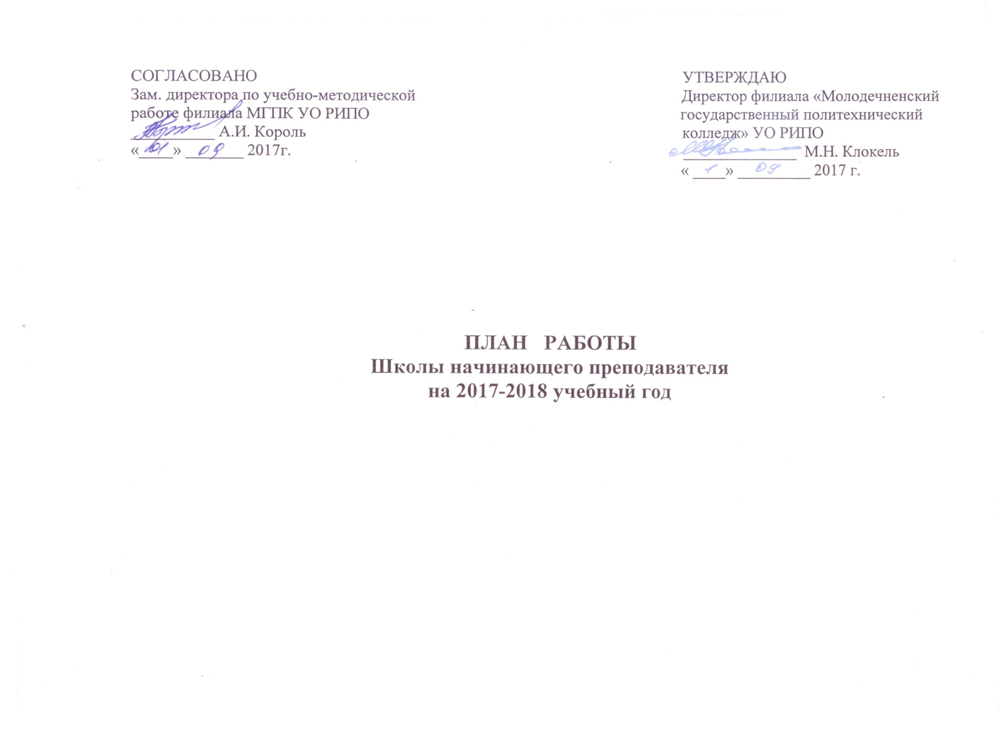 СОГЛАСОВАНО
Зам. директора по учебно-методической
работе филиала МГПК УО РИПО
____________ А.И. Король
«01» 09 2017г.
УТВЕРЖДАЮ
Директор филиала «Молодечненский
государственный политехнический
колледж» УО РИПО
____________ М.Н. Клокель
« 1 » 09 2017 г.
ПЛАН РАБОТЫ
Школы начинающего преподавателя
на 2017-2018 учебный год